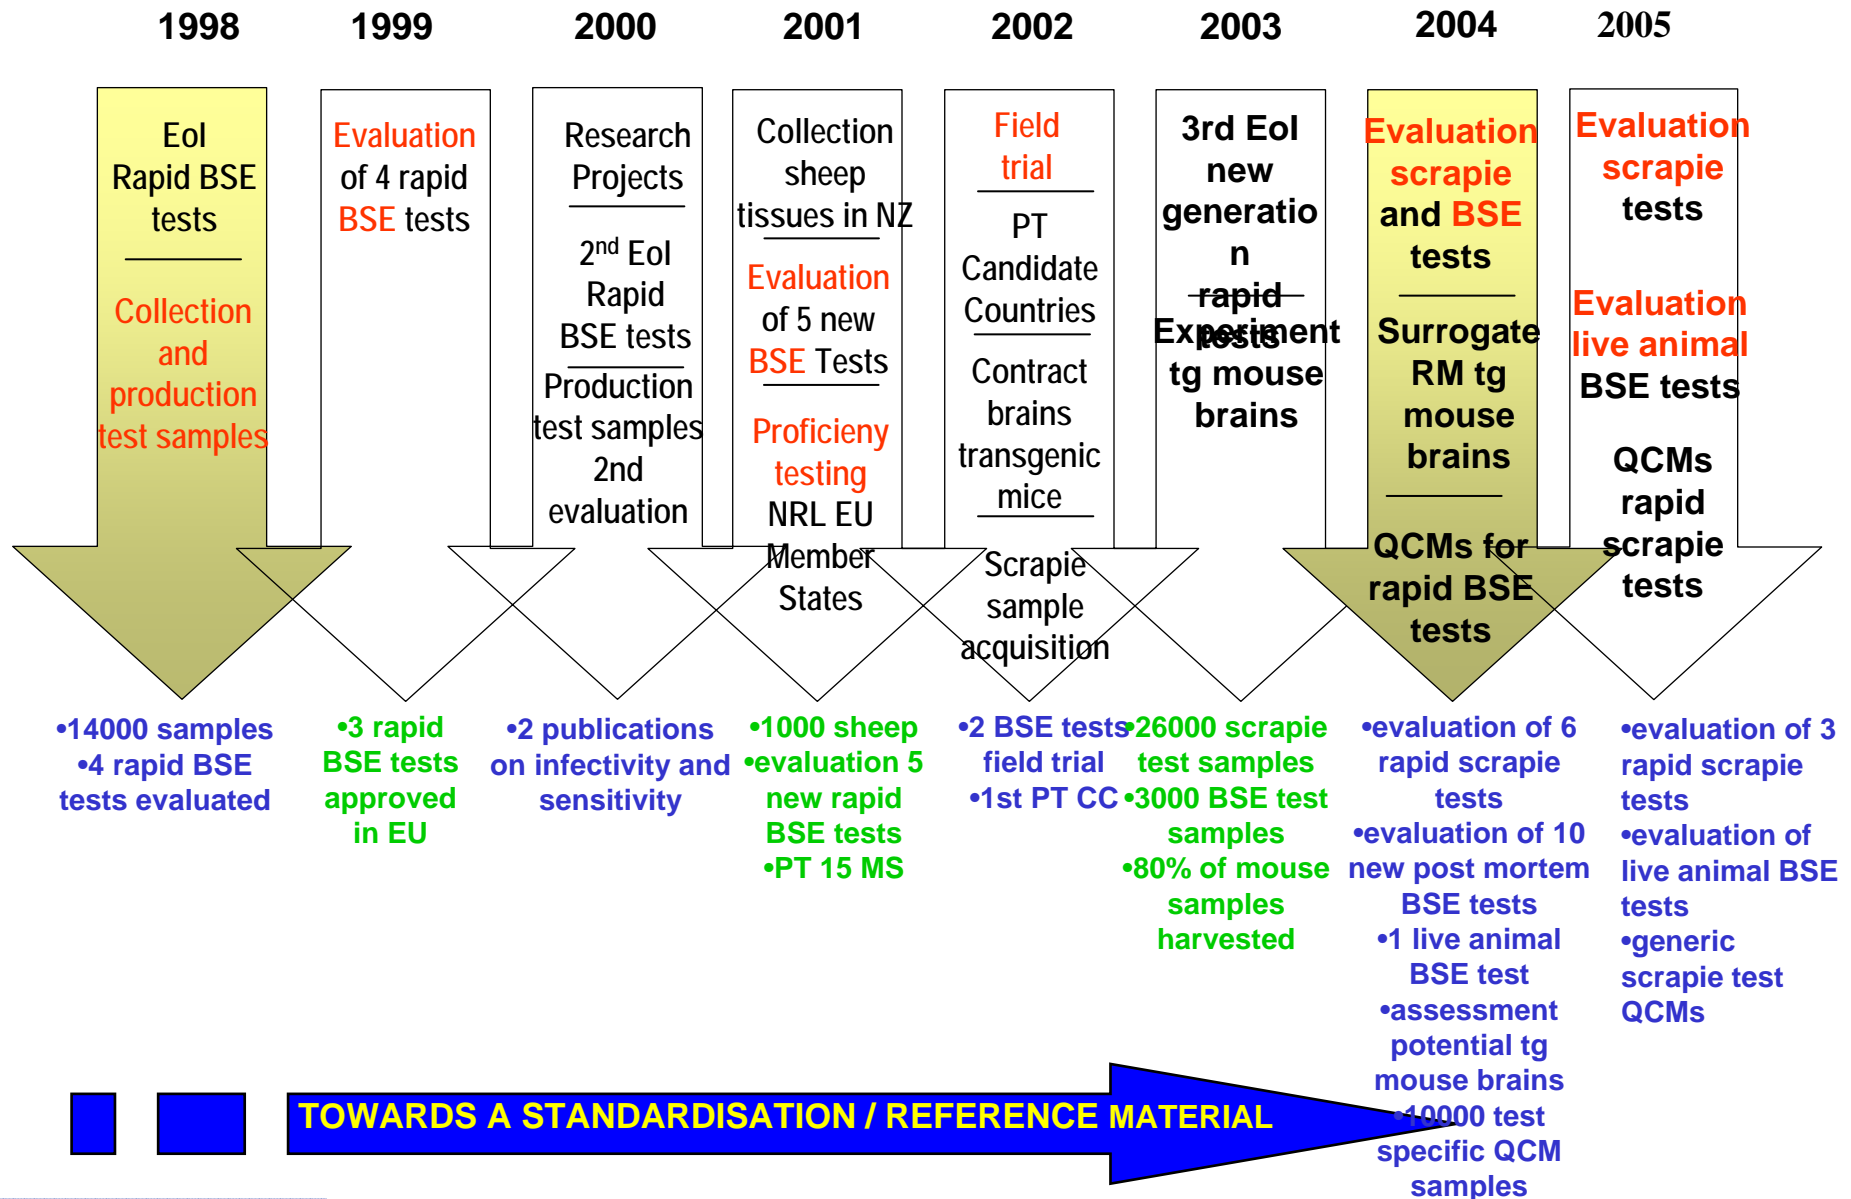 1998 1999 2000 2001 2002 2003 2004 2005
EoI
Rapid BSE
tests
Collection
and
production
test samples
Evaluation
of 4 rapid
BSE tests
Research
Projects
2nd EoI
Rapid
BSE tests
Production
test samples
2nd
evaluation
Collection
sheep
tissues in NZ
Evaluation
of 5 new
BSE Tests
Proficieny
testing
NRL EU
Member
States
Field
trial
PT
Candidate
Countries
Contract
brains
transgenic
mice
Scrapie
sample
acquisition
3rd EoI
new
generatio
n
rapid
tests
Experiment
tg mouse
brains
Evaluation
scrapie
and BSE
tests
Surrogate
RM tg
mouse
brains
QCMs for
rapid BSE
tests
Evaluation
scrapie
tests
Evaluation
live animal
BSE tests
QCMs
rapid
scrapie
tests
•14000 samples
•4 rapid BSE
tests evaluated
•3 rapid
BSE tests
approved
in EU
•2 publications
on infectivity and
sensitivity
•1000 sheep
•evaluation 5
new rapid
BSE tests
•PT 15 MS
•2 BSE tests
field trial
•1st PT CC
•26000 scrapie
test samples
•3000 BSE test
samples
•80% of mouse
samples
harvested
•evaluation of 6
rapid scrapie
tests
•evaluation of 10
new post mortem
BSE tests
•1 live animal
BSE test
•assessment
potential tg
mouse brains
•10000 test
specific QCM
samples
•evaluation of 3
rapid scrapie
tests
•evaluation of
live animal BSE
tests
•generic
scrapie test
QCMs
TOWARDS A STANDARDISATION / REFERENCE MATERIAL